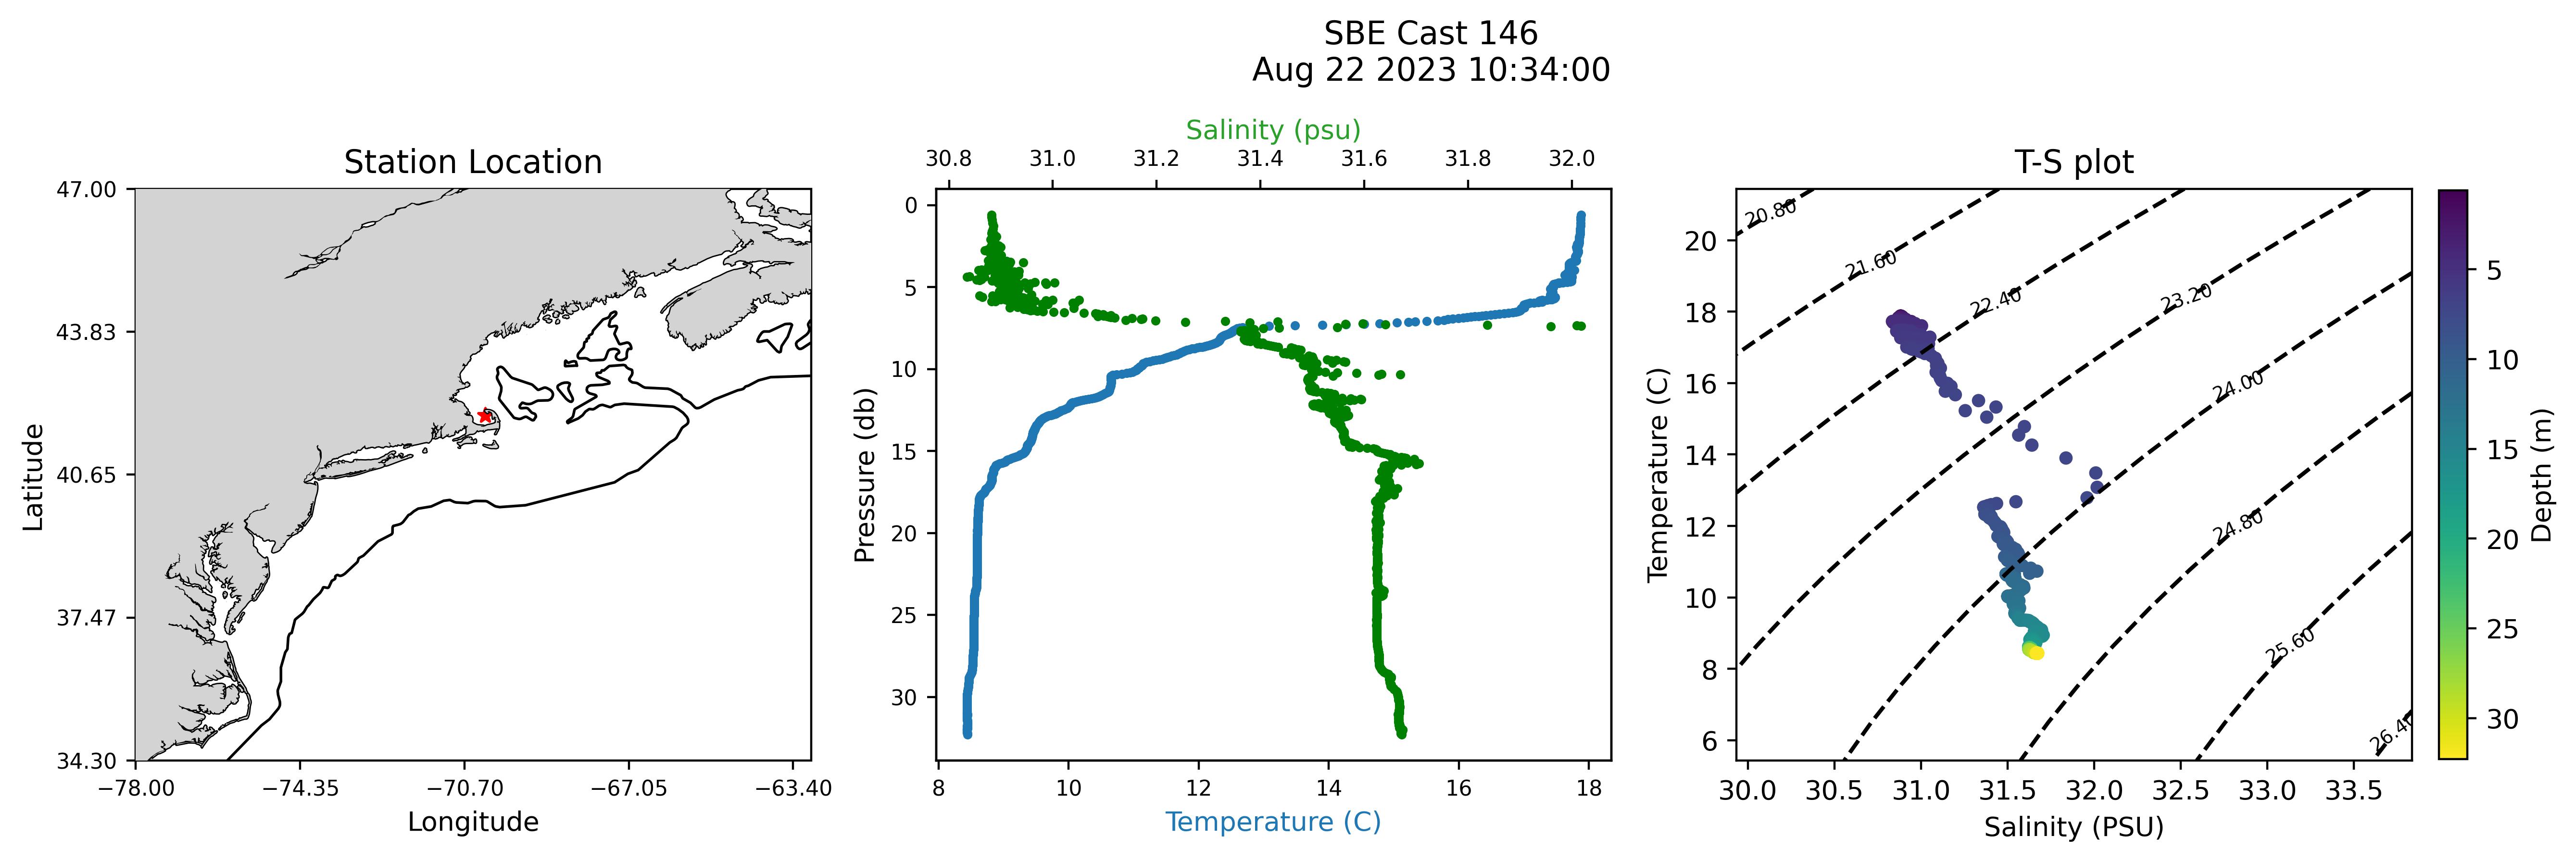 SBE Cast 146
Aug 22 2023 10:34:00
Station Location
47.00
43.83
40.65
37.47
34.30
Latitude
−78.00 −74.35 −70.70 −67.05 −63.40
Longitude
Salinity (psu)
30.8 31.0 31.2 31.4 31.6 31.8 32.0
0
5
10
15
20
25
30
Pressure (db)
8 10 12 14 16 18
Temperature (C)
T-S plot
20
18
16
14
12
10
8
6
Temperature (C)
20.80
21.60
22.40
23.20
24.00
24.80
25.60
30.0 30.5 31.0 31.5 32.0 32.5 33.0 33.5
Salinity (PSU)
5
10
15
20
25
30
Depth (m)